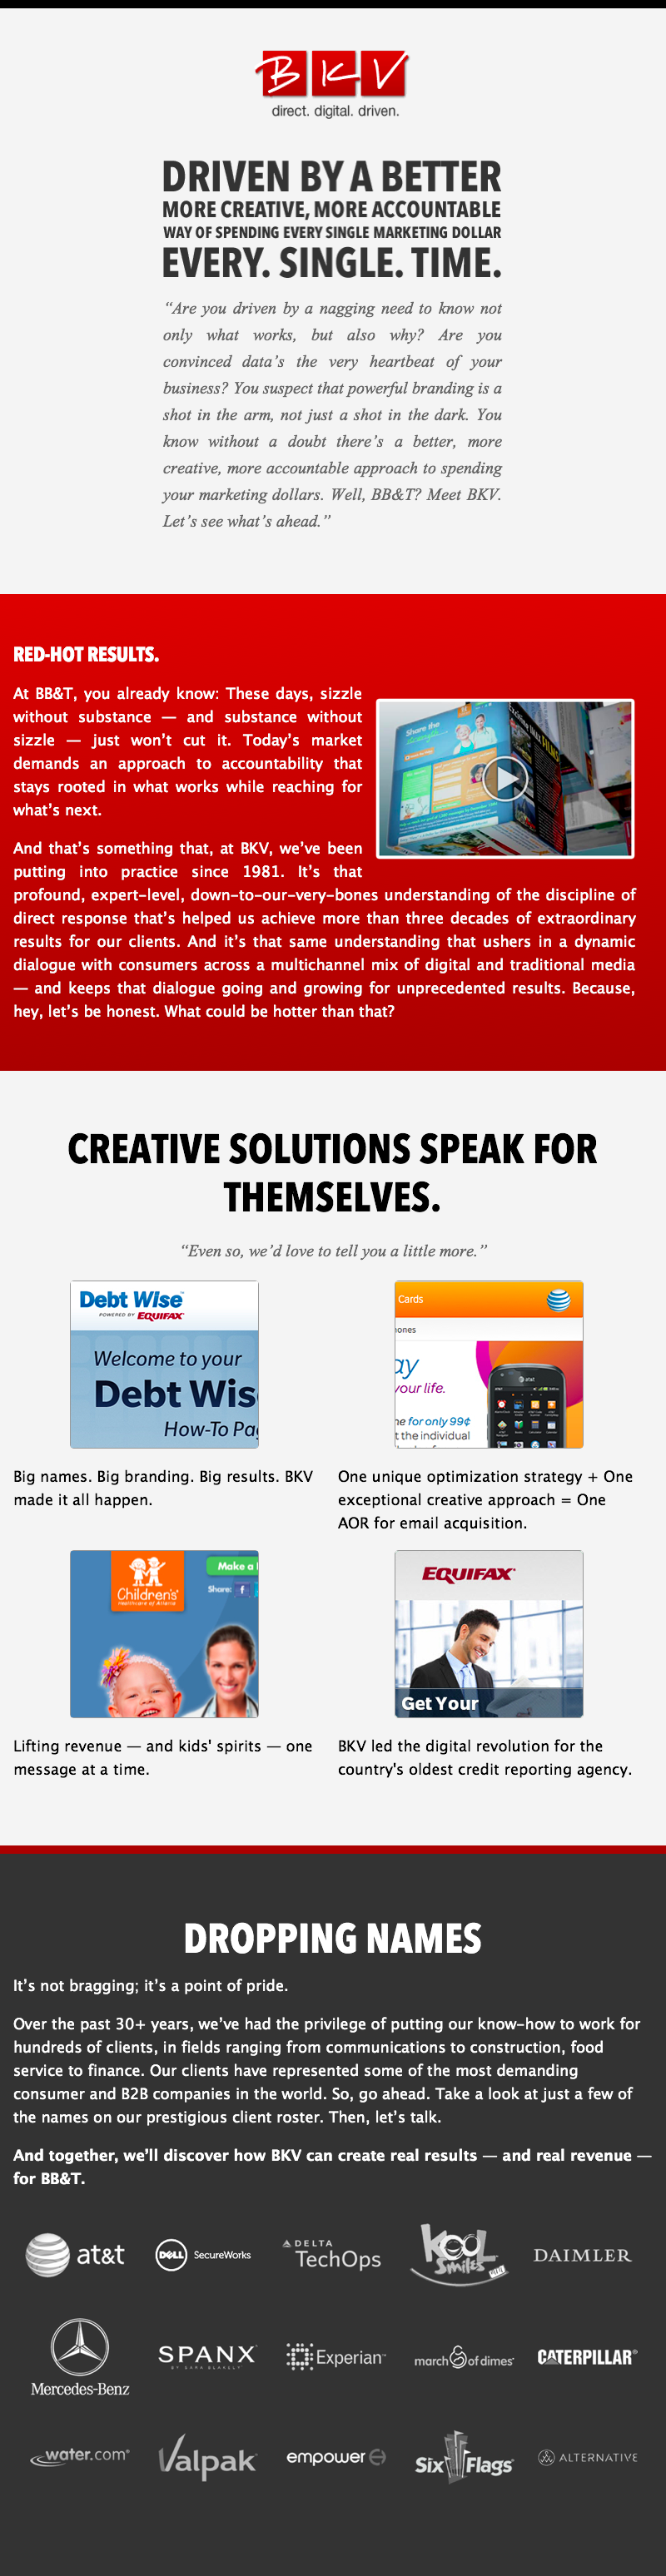 BKV
direct. digital. driven.
DRIVEN BY A BETTER
MORE CREATIVE, MORE ACCOUNTABLE
WAY OF SPENDING EVERY SINGLE MARKETING DOLLAR
EVERY. SINGLE. TIME.
“Are you driven by a nagging need to know not
only what works, but also why? Are you
convinced data’s the very heartbeat of your
business? You suspect that powerful branding is a
shot in the arm, not just a shot in the dark. You
know without a doubt there’s a better, more
creative, more accountable approach to spending
your marketing dollars. Well, BB&T? Meet BKV.
Let’s see what’s ahead.”
RED-HOT RESULTS.
At BB&T, you already know: These days, sizzle
without substance — and substance without
sizzle — just won’t cut it. Today’s market
demands an approach to accountability that
stays rooted in what works while reaching for
what’s next.
Share the
And that’s something that, at BKV, we’ve been
putting into practice since 1981. It’s that
profound, expert-level, down-to-our-very-bones understanding of the discipline of
direct response that’s helped us achieve more than three decades of extraordinary
results for our clients. And it’s that same understanding that ushers in a dynamic
dialogue with consumers across a multichannel mix of digital and traditional media
— and keeps that dialogue going and growing for unprecedented results. Because,
hey, let’s be honest. What could be hotter than that?
CREATIVE SOLUTIONS SPEAK FOR
THEMSELVES.
“Even so, we’d love to tell you a little more.”
Debt Wise™
POWERED BY EQUIFAX
Welcome to your
Debt Wis
How-To Pa
Cards
ones
ay
your life.
ne for only 99¢
t the individual
at&t
Big names. Big branding. Big results. BKV
made it all happen.
One unique optimization strategy + One
exceptional creative approach = One
AOR for email acquisition.
Children's
Healthcare of Atlanta
Make a
Share: f
EQUIFAX
Get Your
Lifting revenue — and kids' spirits — one
message at a time.
BKV led the digital revolution for the
country's oldest credit reporting agency.
DROPPING NAMES
It’s not bragging; it’s a point of pride.
Over the past 30+ years, we’ve had the privilege of putting our know-how to work for
hundreds of clients, in fields ranging from communications to construction, food
service to finance. Our clients have represented some of the most demanding
consumer and B2B companies in the world. So, go ahead. Take a look at just a few of
the names on our prestigious client roster. Then, let’s talk.
And together, we’ll discover how BKV can create real results — and real revenue —
for BB&T.
at&t
DELL SecureWorks
DELTA TechOps
Kool Smiles
DAIMLER
Mercedes-Benz
SPANX
BY SARA BLAKELY
Experian™
march of dimes®
CATERPILLAR®
water.com®
Valpak
empower
Six Flags
ALTERNATIVE